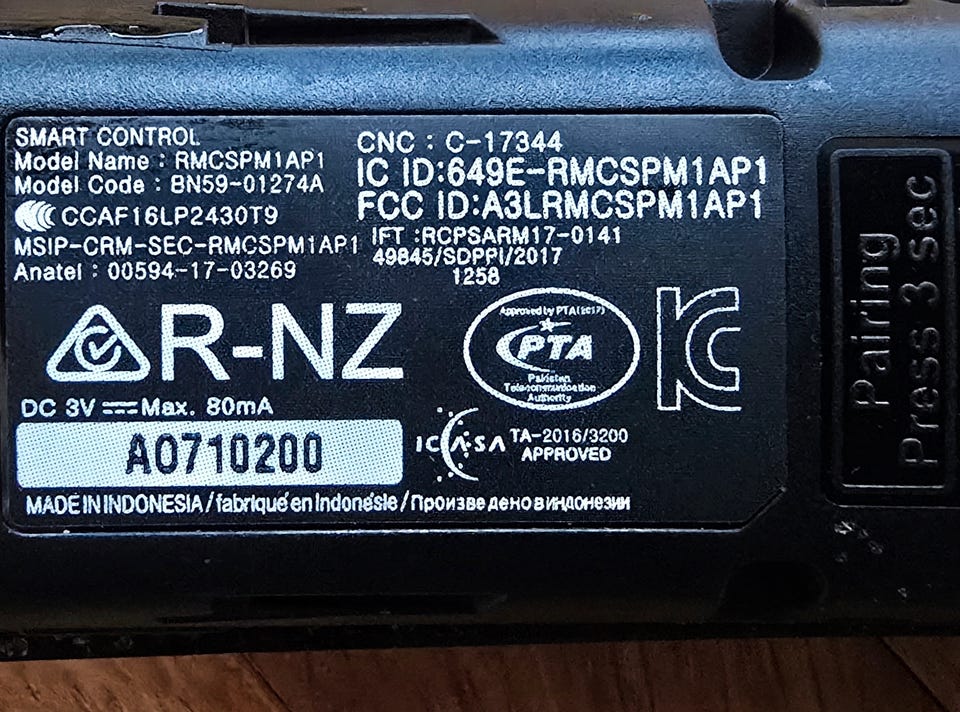 SMART CONTROL
Model Name : RMCSPM1AP1
Model Code : BN59-01274A
CCAF16LP2430T9
MSIP-CRM-SEC-RMCSPM1AP1
Anatel : 00594-17-03269
CNC : C-17344
IC ID:649E-RMCSPM1AP1
FCC ID:A3LRMCSPM1AP1
IFT :RCPSARM17-0141
49845/SDPPI/2017
1258
R-NZ
Approved by PTA(2017)
PTA
Pakistan
Telecommunication
Authority
KC
DC 3V Max. 80mA
A0710200
ICASA TA-2016/3200
APPROVED
MADE IN INDONESIA / fabriqué en Indonésie / Произведено в индонезии
Pairing
Press 3 sec